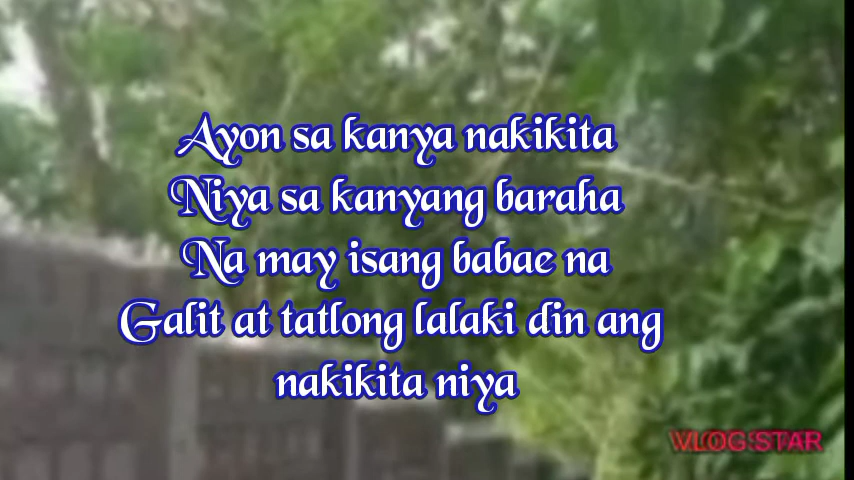 Ayon sa kanya nakikita
Niya sa kanyang baraha
Na may isang babae na
Galit at tatlong lalaki din ang
nakikita niya
VLOG STAR